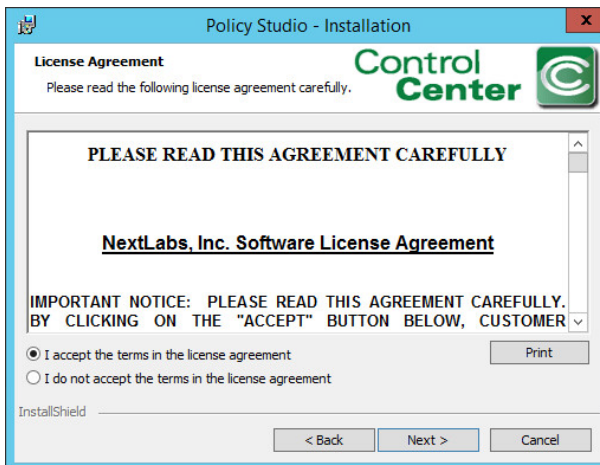 Policy Studio - Installation
x
License Agreement
Please read the following license agreement carefully.
Control
Center
PLEASE READ THIS AGREEMENT CAREFULLY
NextLabs, Inc. Software License Agreement
IMPORTANT NOTICE: PLEASE READ THIS AGREEMENT CAREFULLY.
BY CLICKING ON THE "ACCEPT" BUTTON BELOW, CUSTOMER
I accept the terms in the license agreement
Print
I do not accept the terms in the license agreement
InstallShield
< Back Next > Cancel